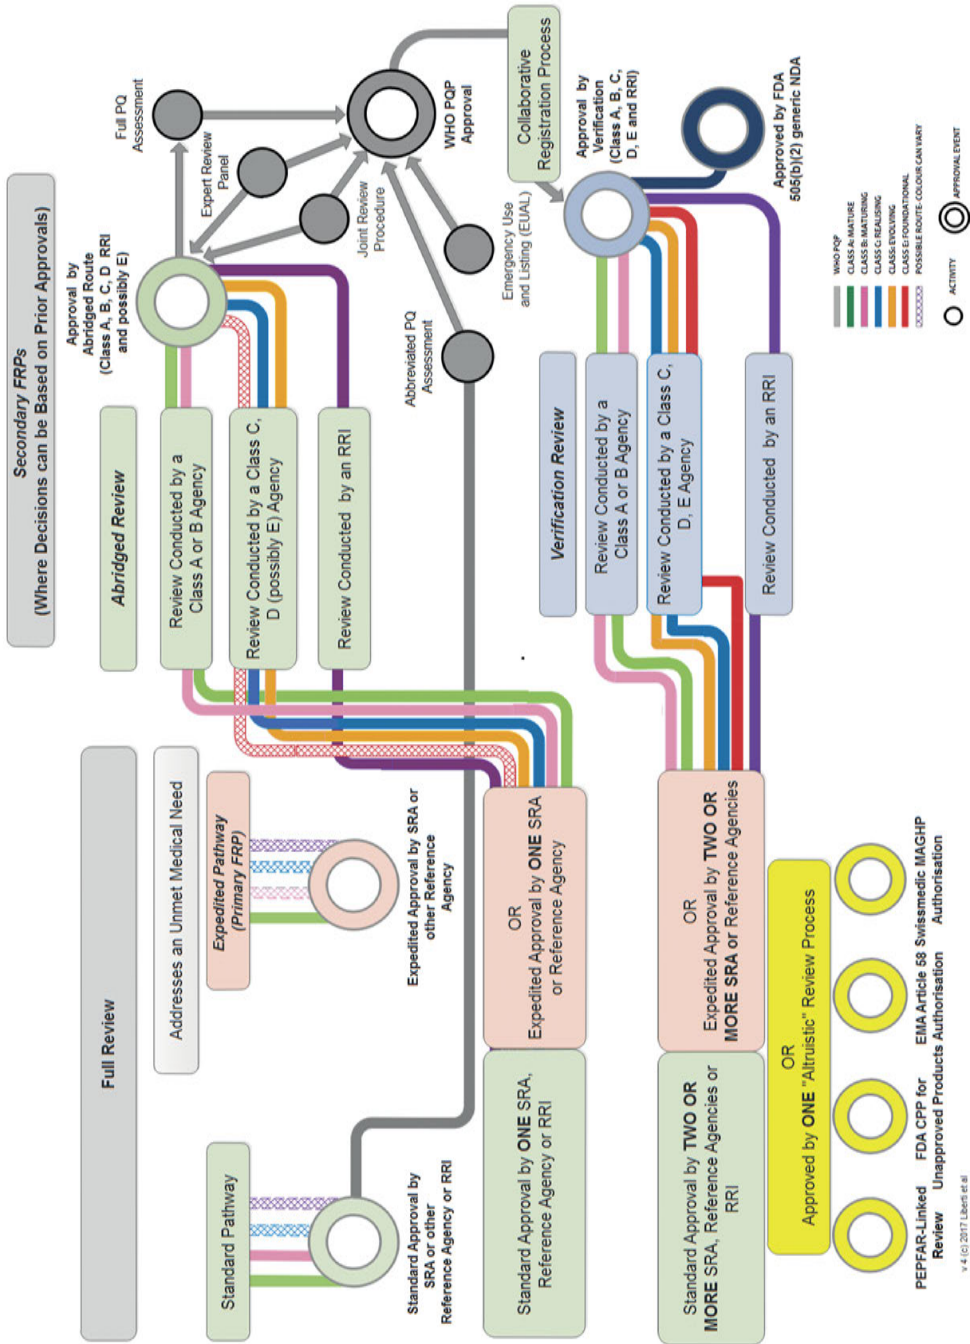 Full Review
Secondary FRPs
(Where Decisions can be Based on Prior Approvals)
Standard Pathway
Addresses an Unmet Medical Need
Expedited Pathway
(Primary FRP)
Standard Approval by
SRA or other
Reference Agency or RRI
Expedited Approval by SRA or
other Reference
Agency
Abridged Review
Review Conducted by a
Class A or B Agency
Review Conducted by a Class C,
D (possibly E) Agency
Review Conducted by an RRI
Approval by
Abridged Route
(Class A, B, C, D RRI
and possibly E)
Full PQ
Assessment
Expert Review
Panel
Joint Review
Procedure
Abbreviated PQ
Assessment
Emergency Use
and Listing (EUAL)
WHO PQP
Approval
Collaborative
Registration Process
Standard Approval by ONE SRA,
Reference Agency or RRI
OR
Expedited Approval by ONE SRA
or Reference Agency
Verification Review
Review Conducted by a
Class A or B Agency
Review Conducted by a Class C,
D, E Agency
Review Conducted by an RRI
Approval by
Verification
(Class A, B, C,
D, E and RRI)
Approved by FDA
505(b)(2) generic NDA
Standard Approval by TWO OR
MORE SRA, Reference Agencies or
RRI
OR
Expedited Approval by TWO OR
MORE SRA or Reference Agencies
OR
Approved by ONE "Altruistic" Review Process
PEPFAR-Linked
Review
FDA CPP for
Unapproved Products
EMA Article 58
Authorisation
Swissmedic MAGHP
Authorisation
WHO PQP
CLASS A: MATURE
CLASS B: MATURING
CLASS C: REALISING
CLASS: EVOLVING
CLASS E: FOUNDATIONAL
POSSIBLE ROUTE-COLOUR CAN VARY
ACTIVITY
APPROVAL EVENT
v 4 (c) 2017 Liberti et al